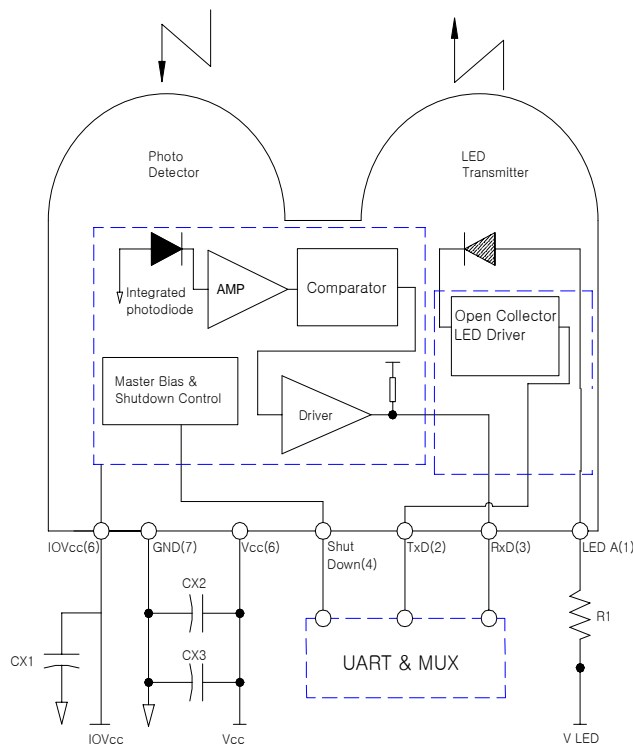 Photo
Detector
LED
Transmitter
Integrated
photodiode
AMP
Comparator
Open Collector
LED Driver
Master Bias &
Shutdown Control
Driver
IOVcc(6)
GND(7)
Vcc(6)
Shut
Down(4)
TxD(2)
RxD(3)
LED A(1)
CX2
CX1
CX3
R1
UART & MUX
IOVcc
Vcc
V LED